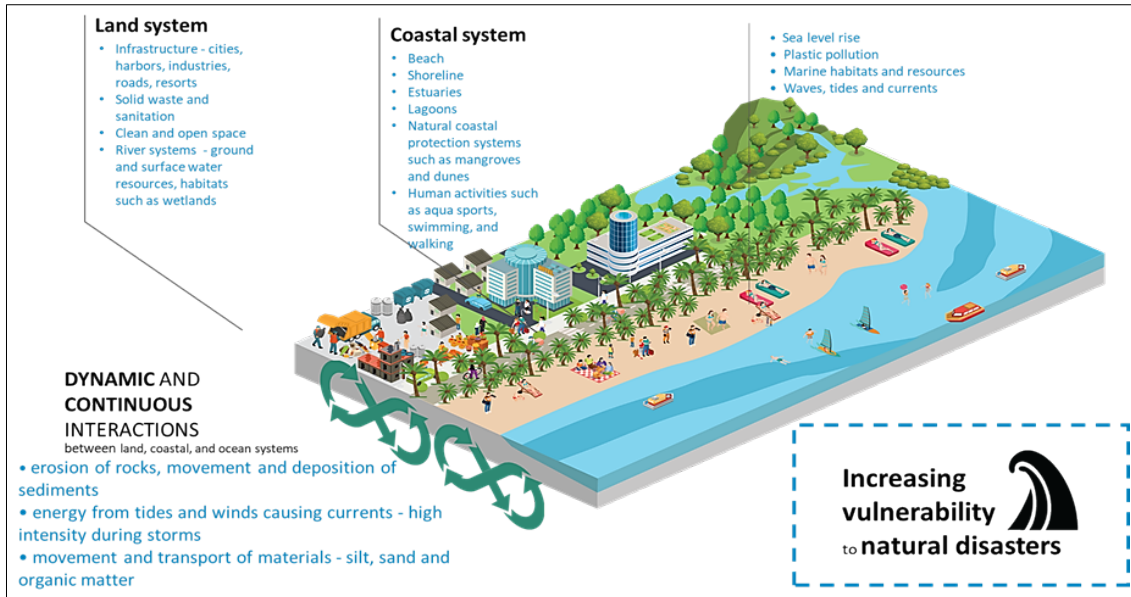 Land system
• Infrastructure - cities,
harbors, industries,
roads, resorts
• Solid waste and
sanitation
• Clean and open space
• River systems - ground
and surface water
resources, habitats
such as wetlands
Coastal system
• Beach
• Shoreline
• Estuaries
• Lagoons
• Natural coastal
protection systems
such as mangroves
and dunes
• Human activities such
as aqua sports,
swimming, and
walking
• Sea level rise
• Plastic pollution
• Marine habitats and resources
• Waves, tides and currents
DYNAMIC AND
CONTINUOUS
INTERACTIONS
between land, coastal, and ocean systems
• erosion of rocks, movement and deposition of
sediments
• energy from tides and winds causing currents - high
intensity during storms
• movement and transport of materials - silt, sand and
organic matter
Increasing
vulnerability
to natural disasters